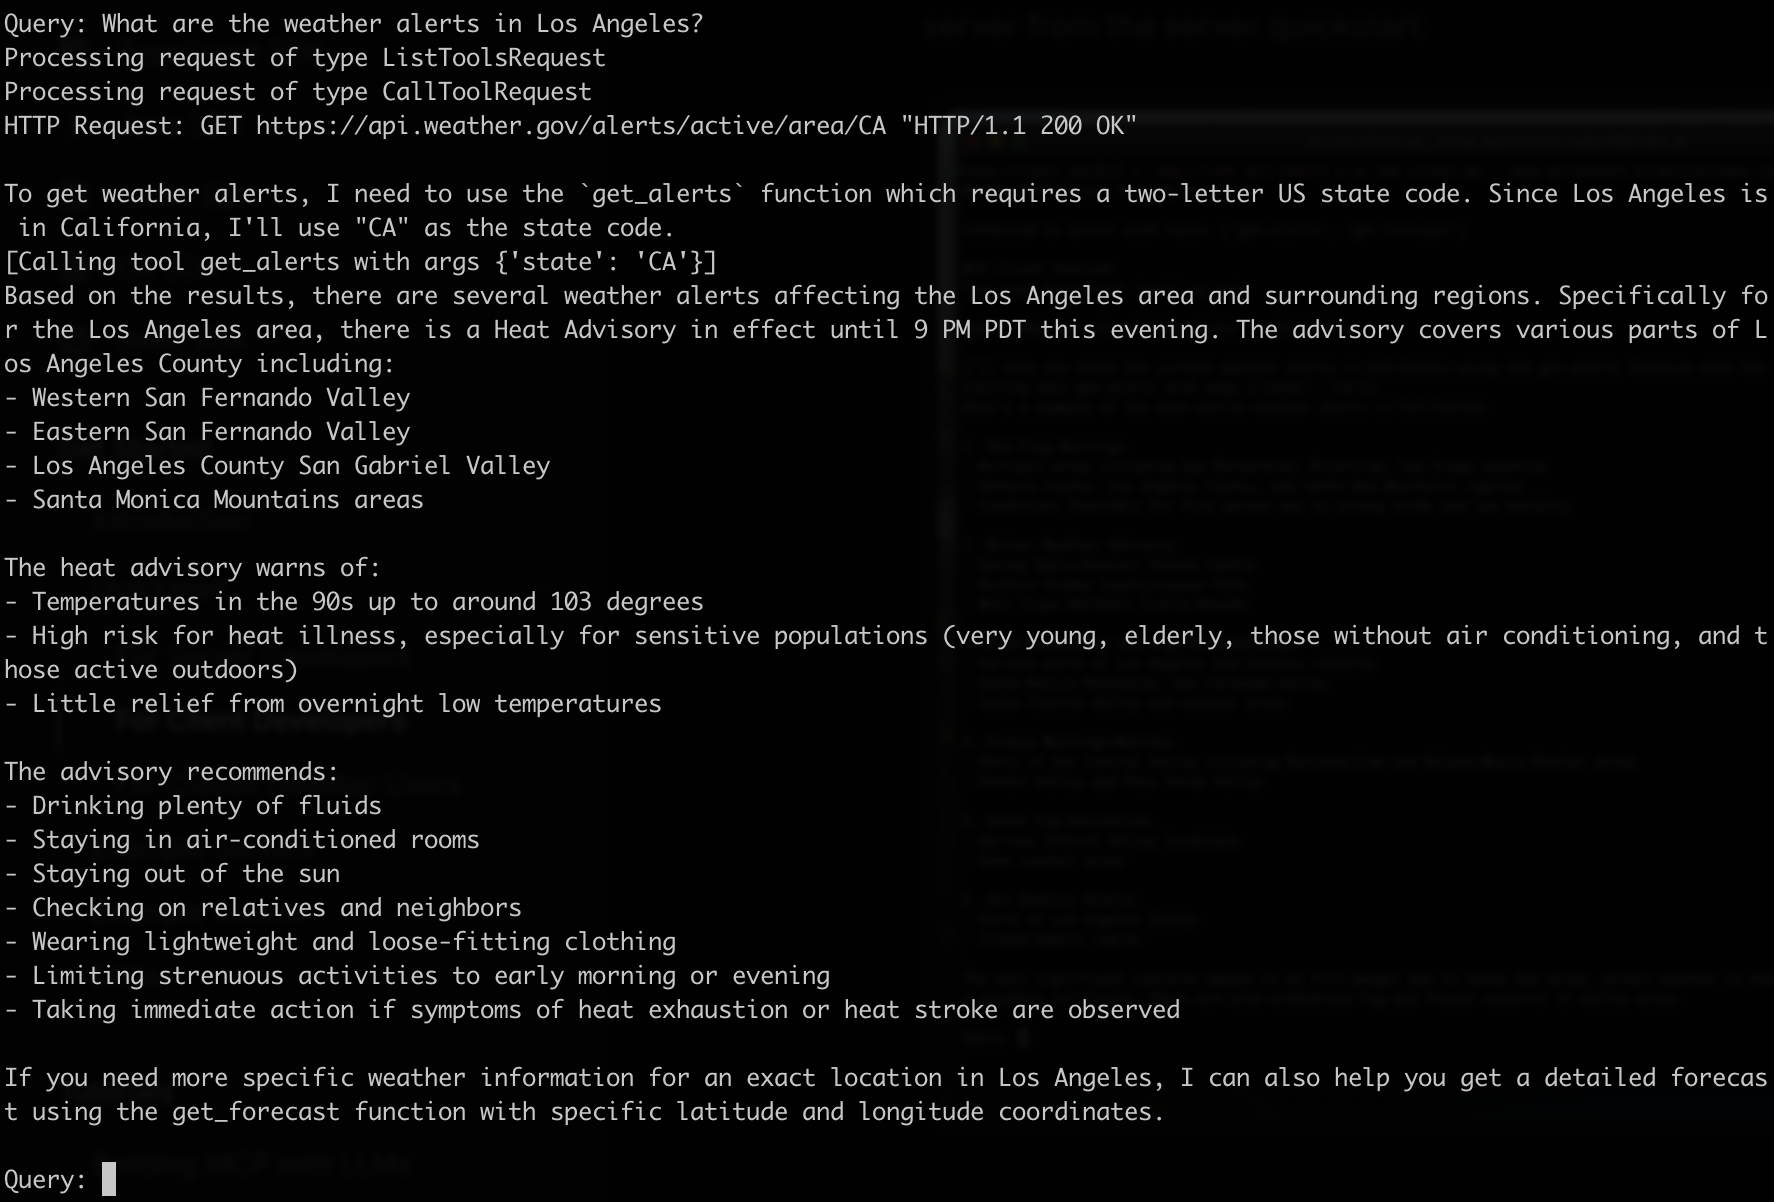 Query: What are the weather alerts in Los Angeles?
Processing request of type ListToolsRequest
Processing request of type CallToolRequest
HTTP Request: GET https://api.weather.gov/alerts/active/area/CA "HTTP/1.1 200 OK"
To get weather alerts, I need to use the `get_alerts` function which requires a two-letter US state code. Since Los Angeles is
 in California, I'll use "CA" as the state code.
[Calling tool get_alerts with args {'state': 'CA'}]
Based on the results, there are several weather alerts affecting the Los Angeles area and surrounding regions. Specifically fo
r the Los Angeles area, there is a Heat Advisory in effect until 9 PM PDT this evening. The advisory covers various parts of L
os Angeles County including:
- Western San Fernando Valley
- Eastern San Fernando Valley
- Los Angeles County San Gabriel Valley
- Santa Monica Mountains areas
The heat advisory warns of:
- Temperatures in the 90s up to around 103 degrees
- High risk for heat illness, especially for sensitive populations (very young, elderly, those without air conditioning, and t
hose active outdoors)
- Little relief from overnight low temperatures
The advisory recommends:
- Drinking plenty of fluids
- Staying in air-conditioned rooms
- Staying out of the sun
- Checking on relatives and neighbors
- Wearing lightweight and loose-fitting clothing
- Limiting strenuous activities to early morning or evening
- Taking immediate action if symptoms of heat exhaustion or heat stroke are observed
If you need more specific weather information for an exact location in Los Angeles, I can also help you get a detailed forecas
t using the get_forecast function with specific latitude and longitude coordinates.
Query: